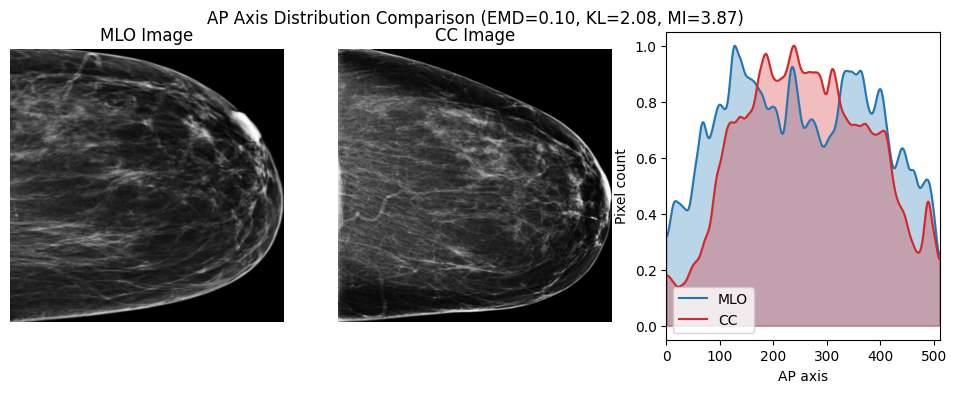 AP Axis Distribution Comparison (EMD=0.10, KL=2.08, MI=3.87)
MLO Image
CC Image
1.0
0.8
0.6
0.4
0.2
0.0
Pixel count
MLO
CC
0 100 200 300 400 500
AP axis